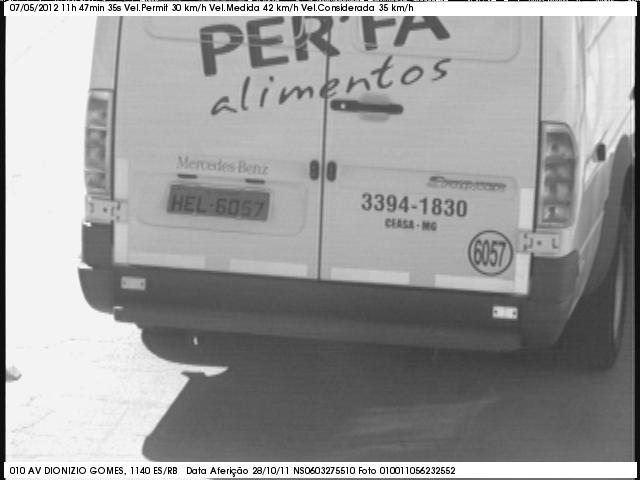 07/05/2012 11h 47min 35s Vel.Permit 30 km/h Vel.Medida 42 km/h Vel.Considerada 35 km/h
PER'FA
alimentos
Mercedes-Benz
HEL-6057
Sprinter
3394-1830
CEASA - MG
6057
010 AV DIONIZIO GOMES, 1140 ES/RB Data Aferição 28/10/11 NS0603275510 Foto 010011056232552